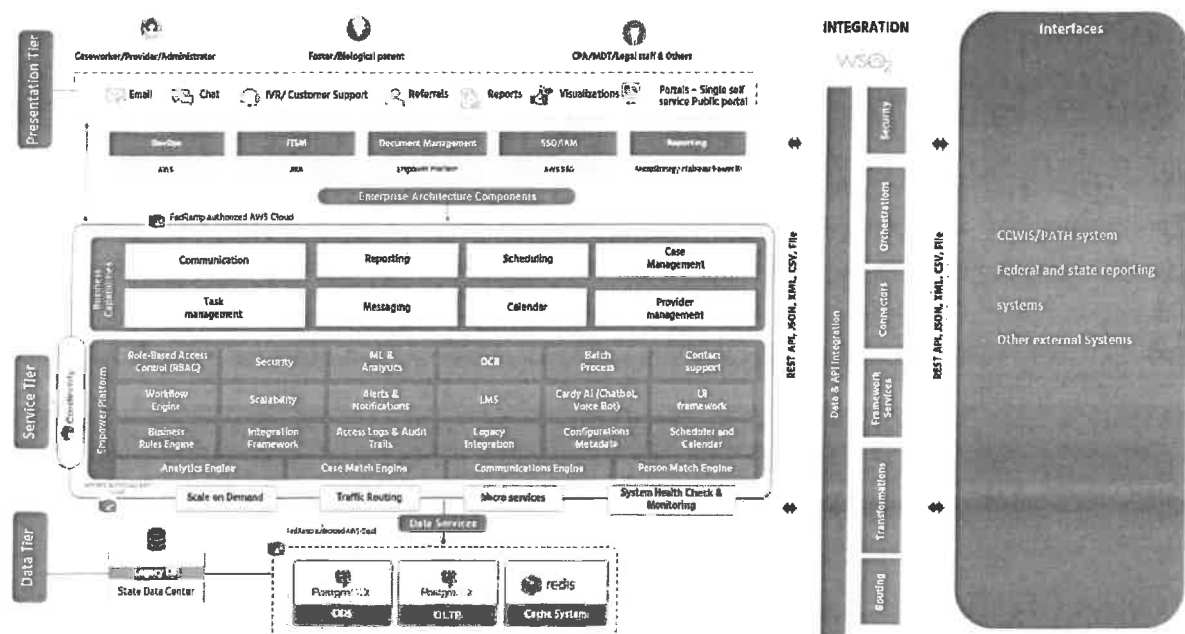 Presentation Tier
Caseworker/Provider/Administrator
Foster/Biological parent
CPA/MDT/Legal staff & Others
Email
Chat
IVR/ Customer Support
Referrals
Reports
Visualizations
Portals – Single self
service Public portal
DevOps
ITSM
Document Management
SSO/IAM
Reporting
AWS
JIRA
Enterprise Architecture Components
FedRamp authorized AWS Cloud
Business
Capabilities
Communication
Reporting
Scheduling
Case
Management
Task
management
Messaging
Calendar
Provider
management
Service Tier
Empower Platform
Role-Based Access
Control (RBAC)
Security
ML &
Analytics
OCR
Batch
Process
Contact
support
Workflow
Engine
Scalability
Alerts &
Notifications
LMS
Cardy AI (Chatbot,
Voice Bot)
UI
framework
Business
Rules Engine
Integration
Framework
Access Logs & Audit
Trails
Legacy
Integration
Configurations
Metadata
Scheduler and
Calendar
Analytics Engine
Case Match Engine
Communications Engine
Person Match Engine
Scale on Demand
Traffic Routing
Micro services
System Health Check &
Monitoring
Data Services
Data Tier
State Data Center
FedRamp authorized AWS Cloud
PostgreSQL
ODS
PostgreSQL
OLTP
redis
Cache System
REST API, JSON, XML, CSV, File
INTEGRATION
WSO2
Data & API Integration
Security
Orchestrations
Connectors
Framework
Services
Transformations
Routing
REST API, JSON, XML, CSV, File
Interfaces
CCWIS/PATH system
Federal and state reporting
systems
Other external Systems